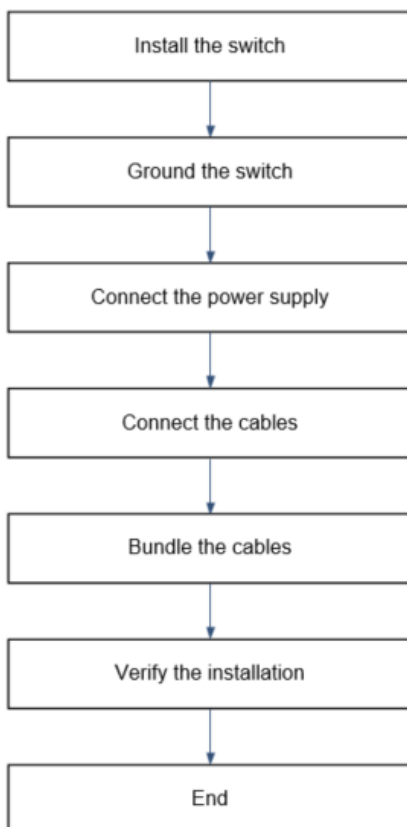 Install the switch
Ground the switch
Connect the power supply
Connect the cables
Bundle the cables
Verify the installation
End